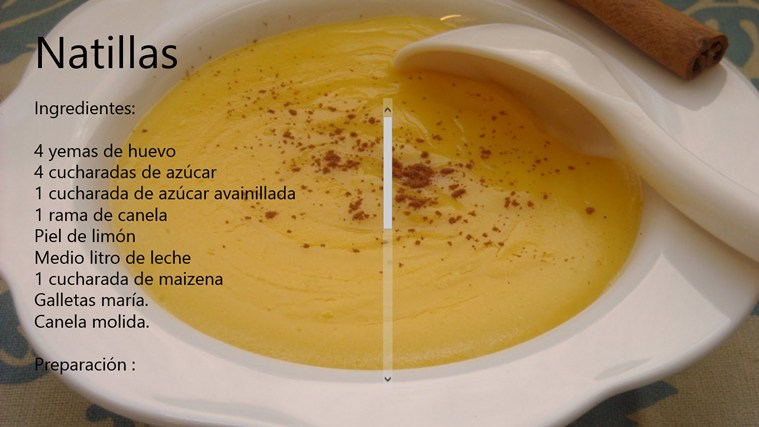 Natillas
Ingredientes:
4 yemas de huevo
4 cucharadas de azúcar
1 cucharada de azúcar avainillada
1 rama de canela
Piel de limón
Medio litro de leche
1 cucharada de maizena
Galletas maría.
Canela molida.
Preparación :